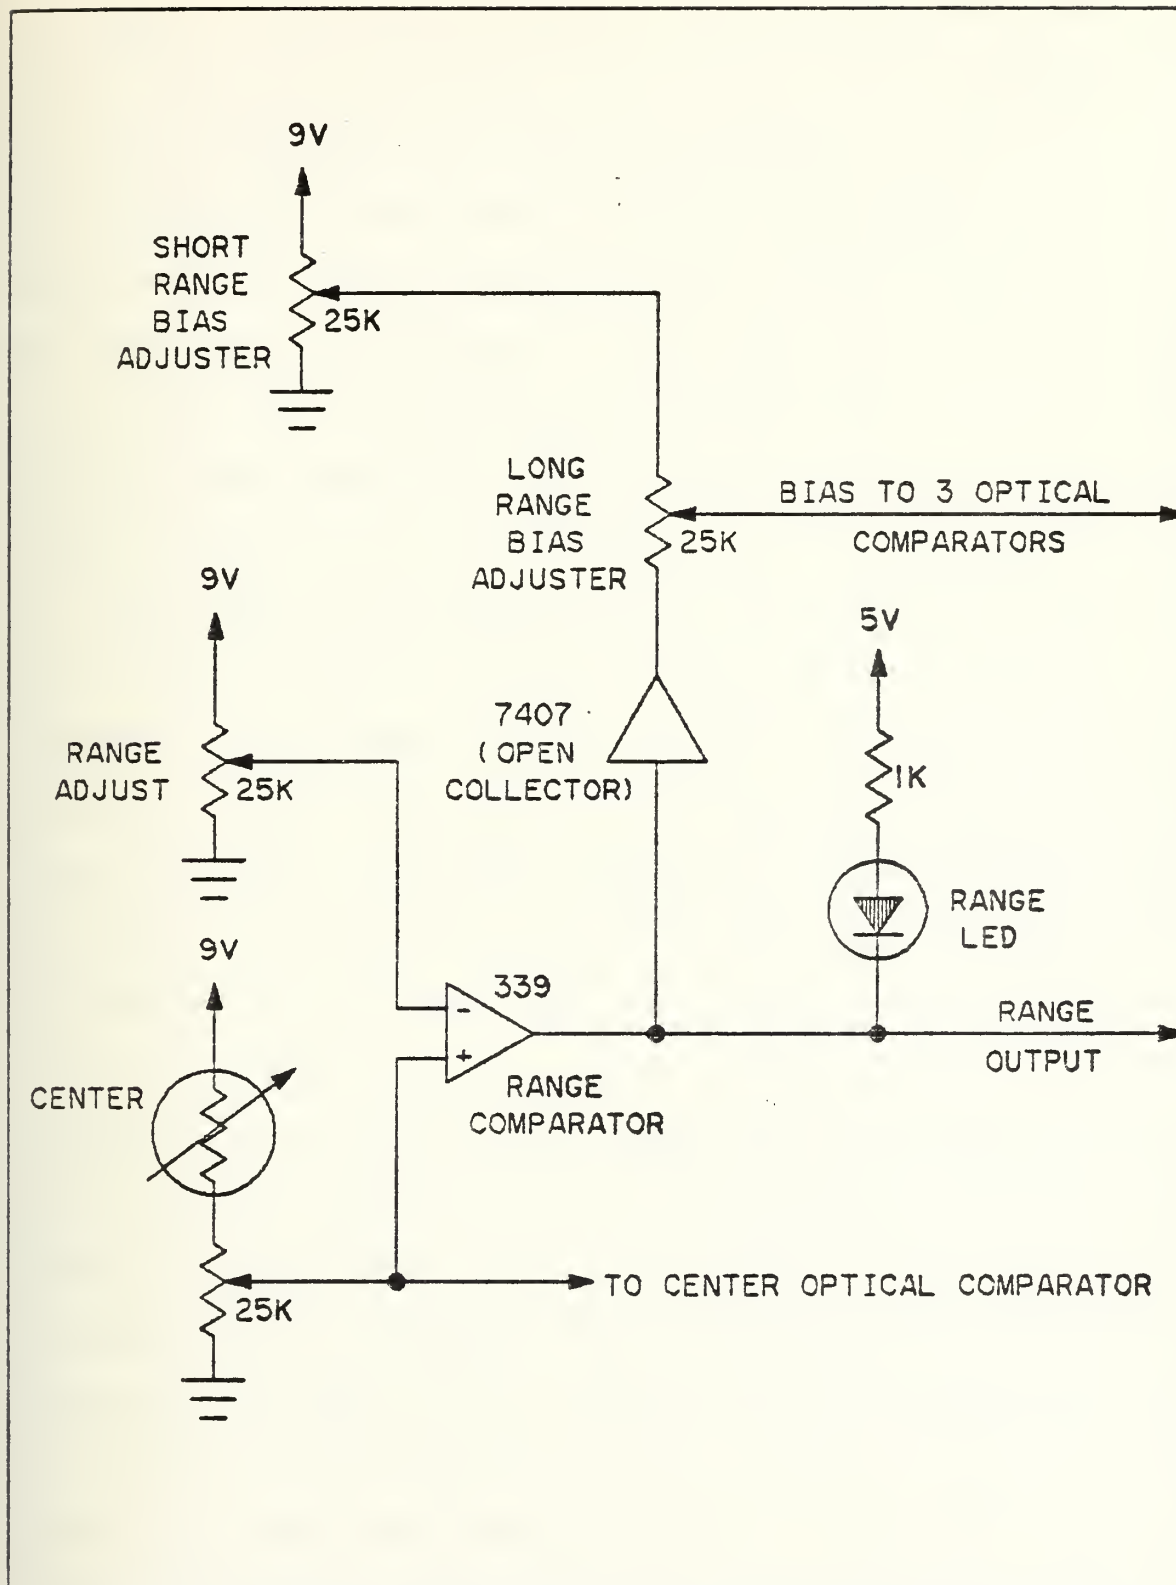 9V
SHORT
RANGE
BIAS
ADJUSTER
25K
LONG
RANGE
BIAS
ADJUSTER
25K
BIAS TO 3 OPTICAL
COMPARATORS
9V
RANGE
ADJUST
25K
7407
(OPEN
COLLECTOR)
5V
1K
RANGE
LED
9V
CENTER
339
-
+
RANGE
COMPARATOR
RANGE
OUTPUT
25K
TO CENTER OPTICAL COMPARATOR